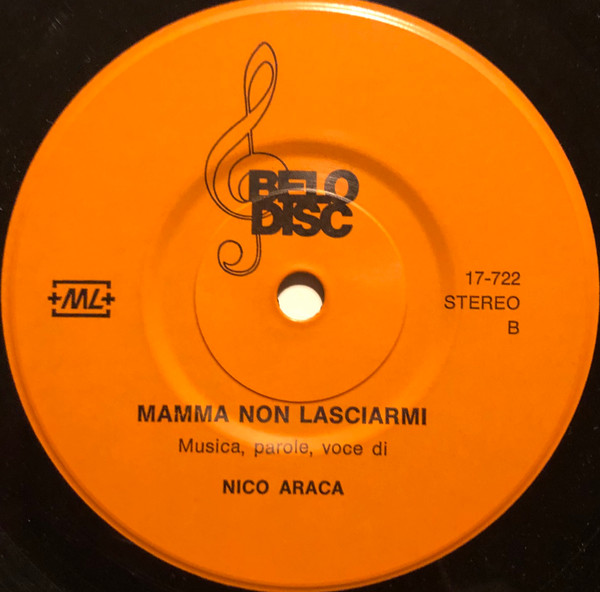 BELO
DISC
+ML+
17-722
STEREO
B
MAMMA NON LASCIARMI
Musica, parole, voce di
NICO ARACA